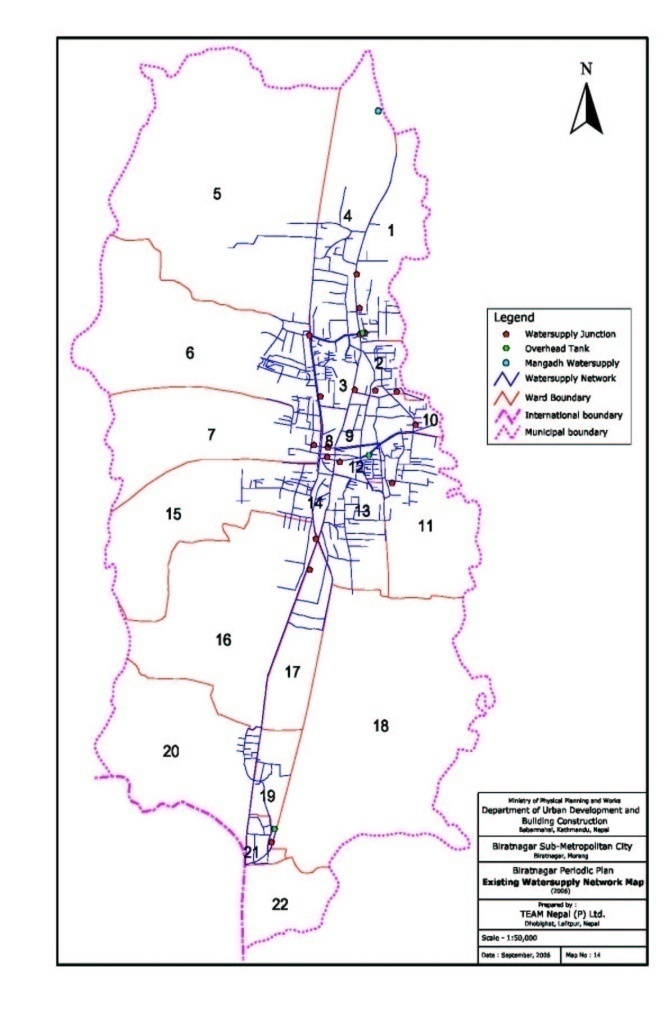 N
5
4
1
6
2
3
10
7
8
9
12
14
13
15
11
16
17
18
20
19
21
22
Legend
Watersupply Junction
Overhead Tank
Mangadh Watersupply
Watersupply Network
Ward Boundary
International boundary
Municipal boundary
Ministry of Physical Planning and Works
Department of Urban Development and
Building Construction
Babarmahal, Kathmandu, Nepal
Biratnagar Sub-Metropolitan City
Biratnagar, Morang
Biratnagar Periodic Plan
Existing Watersupply Network Map
(2006)
Prepared by :
TEAM Nepal (P) Ltd.
Dhobighat, Lalitpur, Nepal
Scale - 1:50,000
Date : September, 2006
Map No : 14